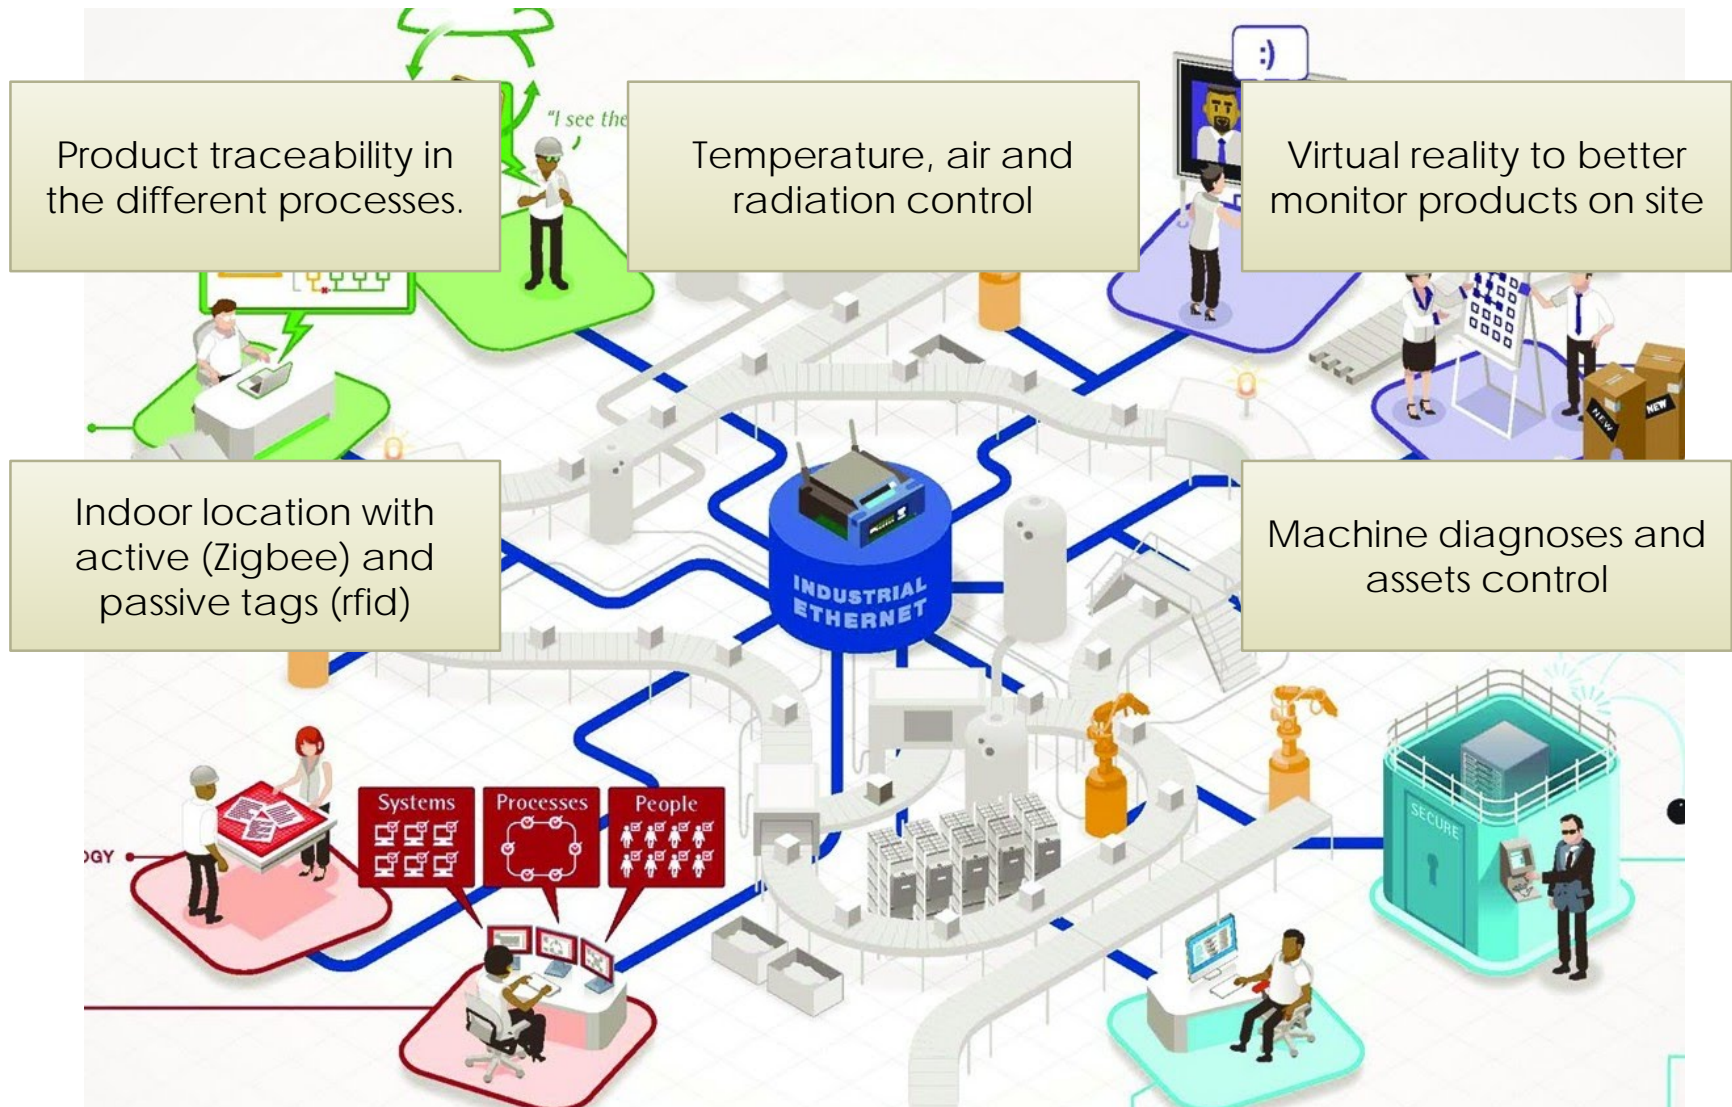 :)
"I see the
Product traceability in
the different processes.
Temperature, air and
radiation control
Virtual reality to better
monitor products on site
NEW
NEW
Indoor location with
active (Zigbee) and
passive tags (rfid)
INDUSTRIAL
ETHERNET
Machine diagnoses and
assets control
Systems
Processes
People
SECURE
OGY